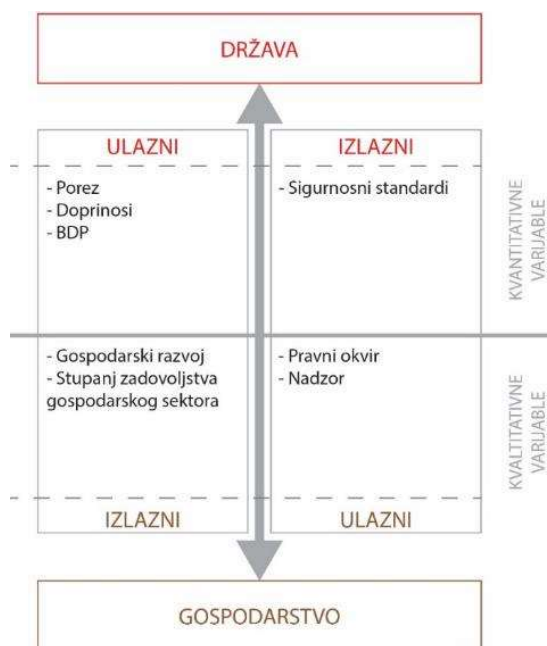 DRŽAVA
ULAZNI
IZLAZNI
- Porez
- Doprinosi
- BDP
- Sigurnosni standardi
KVANTITATIVNE
VARIJABLE
- Gospodarski razvoj
- Stupanj zadovoljstva
gospodarskog sektora
- Pravni okvir
- Nadzor
KVALTITATIVNE
VARIJABLE
IZLAZNI
ULAZNI
GOSPODARSTVO